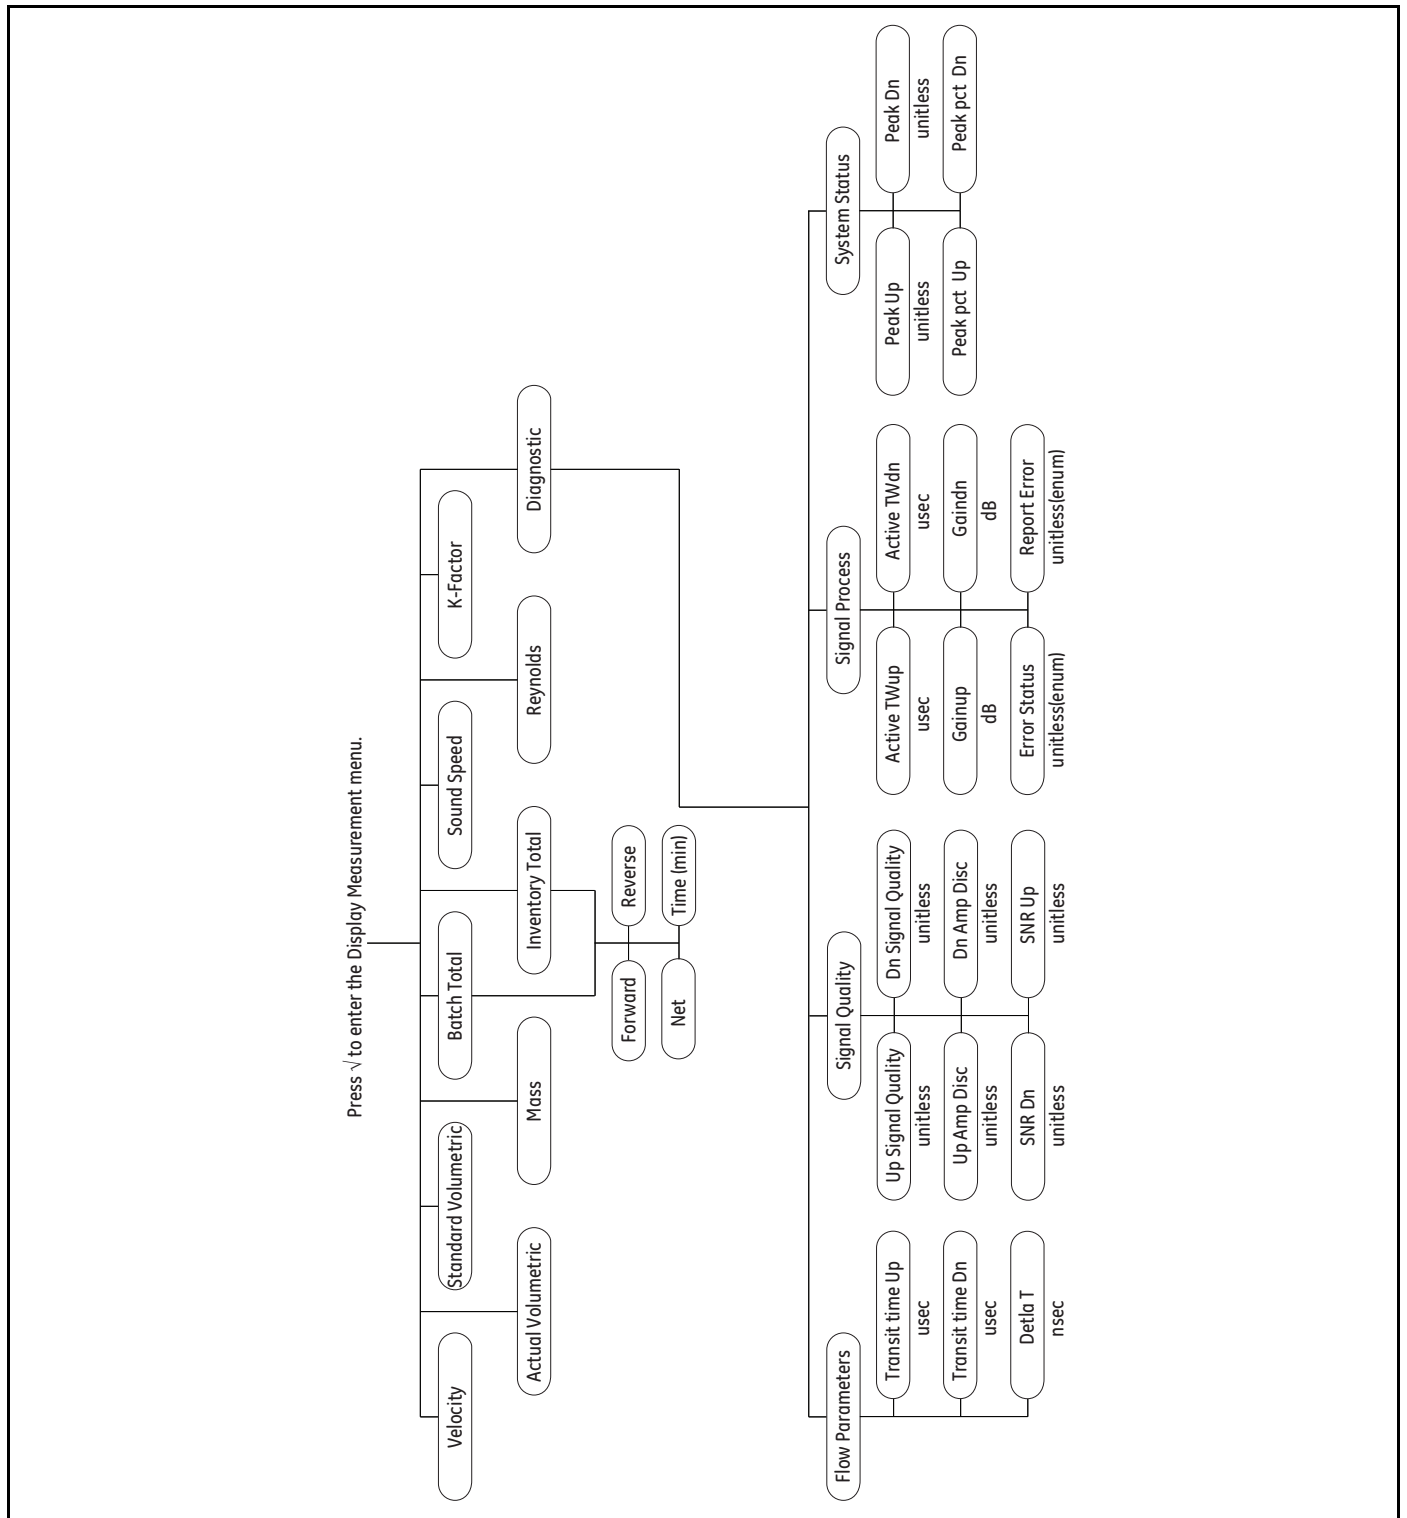 Press √ to enter the Display Measurement menu.
Velocity
Standard Volumetric
Batch Total
Sound Speed
K-Factor
Actual Volumetric
Mass
Inventory Total
Reynolds
Diagnostic
Forward
Reverse
Net
Time (min)
Flow Parameters
Transit time Up
usec
Transit time Dn
usec
Detla T
nsec
Signal Quality
Up Signal Quality
unitless
Dn Signal Quality
unitless
Up Amp Disc
unitless
Dn Amp Disc
unitless
SNR Dn
unitless
SNR Up
unitless
Signal Process
Active TWup
usec
Active TWdn
usec
Gainup
dB
Gaindn
dB
Error Status
unitless(enum)
Report Error
unitless(enum)
System Status
Peak Up
unitless
Peak Dn
unitless
Peak pct Up
Peak pct Dn